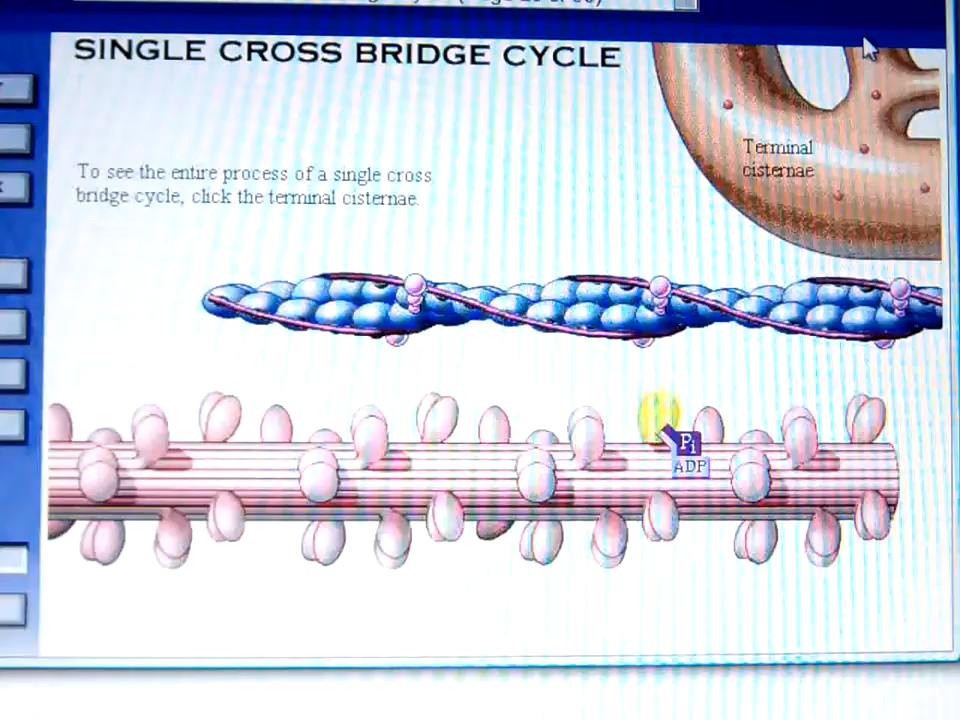 SINGLE CROSS BRIDGE CYCLE
To see the entire process of a single cross
bridge cycle, click the terminal cisternae.
Terminal
cisternae
Pi
ADP